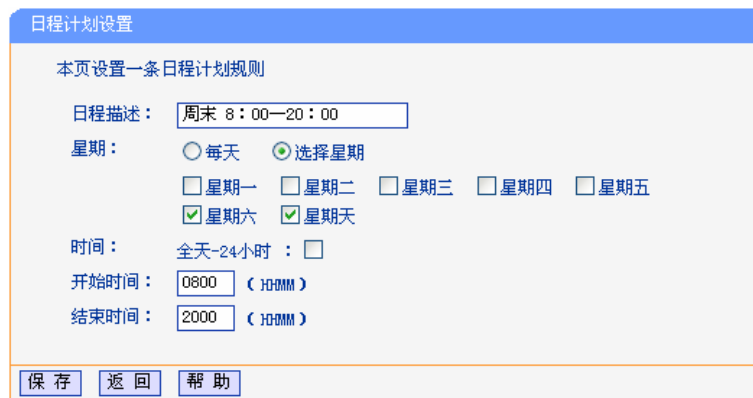 日程计划设置
本页设置一条日程计划规则
日程描述： 周末 8：00—20：00
星期： 每天 选择星期
星期一 星期二 星期三 星期四 星期五
星期六 星期天
时间： 全天-24小时 ：
开始时间： 0800 (HHMM)
结束时间： 2000 (HHMM)
保 存 返 回 帮 助